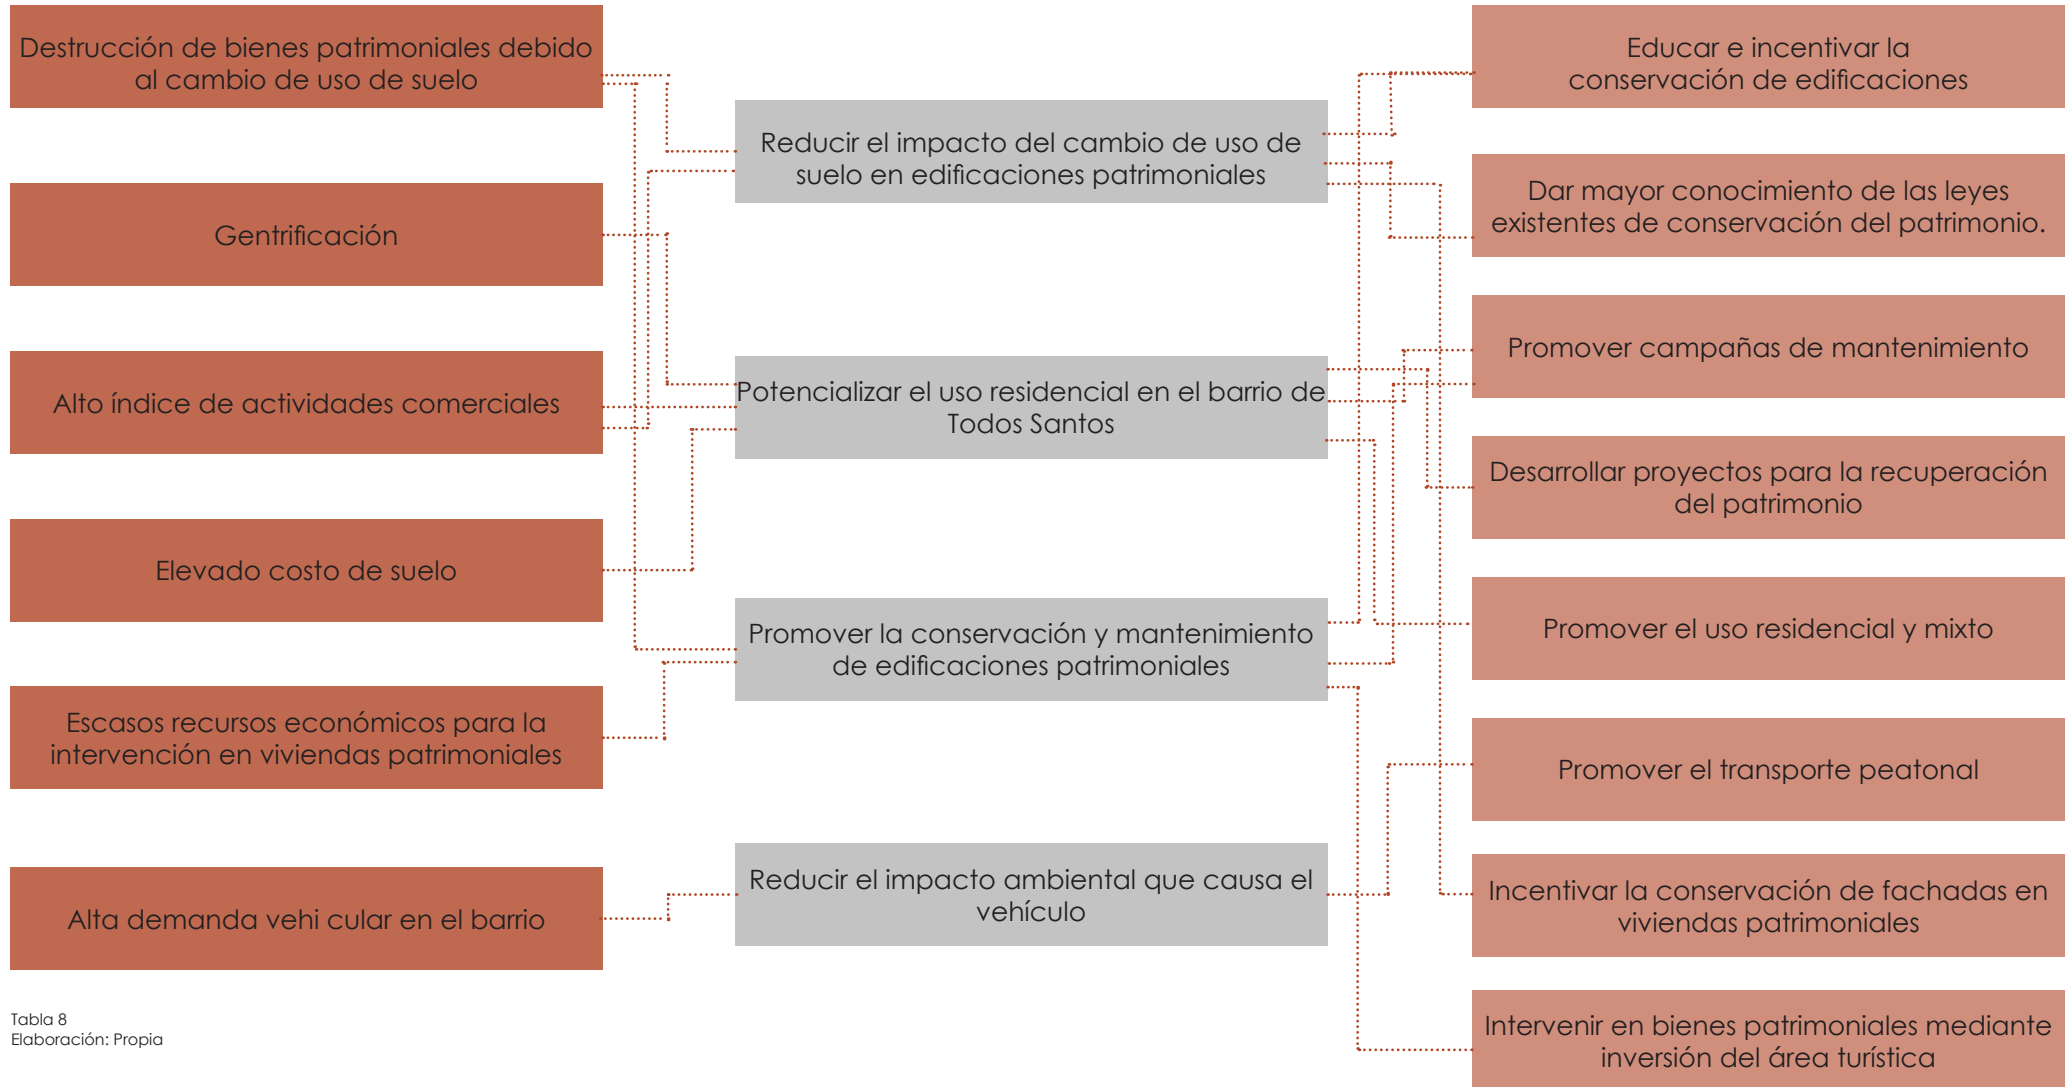 Destrucción de bienes patrimoniales debido
al cambio de uso de suelo
Gentrificación
Alto índice de actividades comerciales
Elevado costo de suelo
Escasos recursos económicos para la
intervención en viviendas patrimoniales
Alta demanda vehi cular en el barrio
Reducir el impacto del cambio de uso de
suelo en edificaciones patrimoniales
Potencializar el uso residencial en el barrio de
Todos Santos
Promover la conservación y mantenimiento
de edificaciones patrimoniales
Reducir el impacto ambiental que causa el
vehículo
Educar e incentivar la
conservación de edificaciones
Dar mayor conocimiento de las leyes
existentes de conservación del patrimonio.
Promover campañas de mantenimiento
Desarrollar proyectos para la recuperación
del patrimonio
Promover el uso residencial y mixto
Promover el transporte peatonal
Incentivar la conservación de fachadas en
viviendas patrimoniales
Intervenir en bienes patrimoniales mediante
inversión del área turística
Tabla 8
Elaboración: Propia